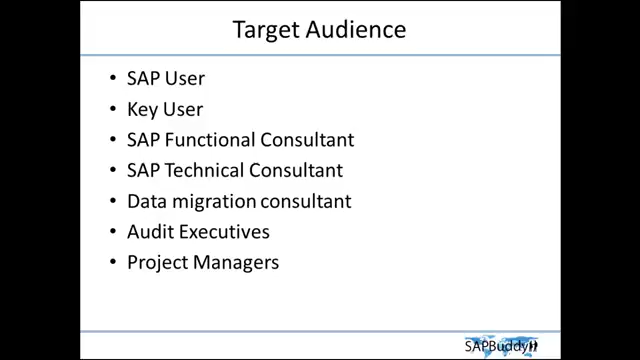 Target Audience
• SAP User
• Key User
• SAP Functional Consultant
• SAP Technical Consultant
• Data migration consultant
• Audit Executives
• Project Managers
SAPBuddy